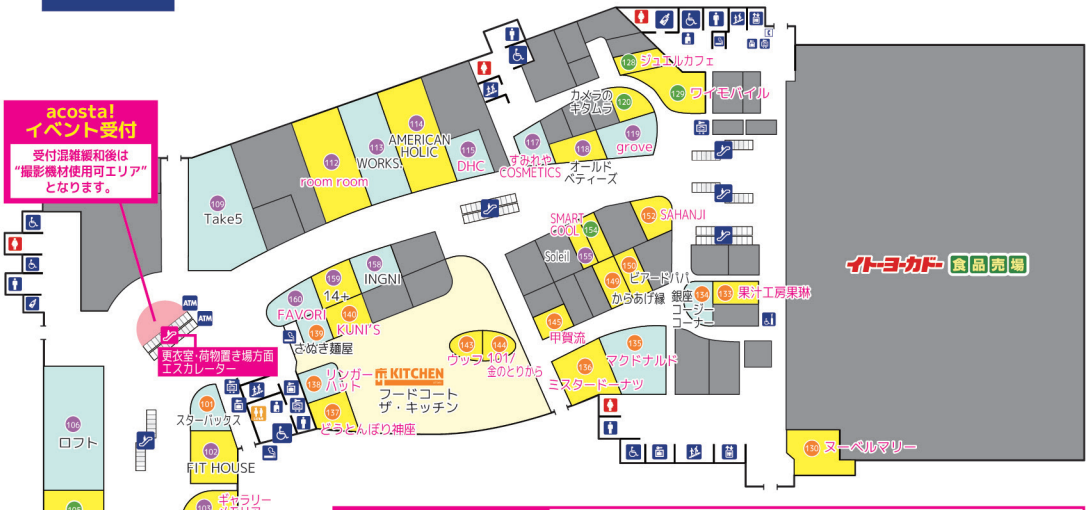 acosta!
イベント受付
受付混雑緩和後は
“撮影機材使用可エリア”
となります。
ATM
ATM
更衣室・荷物置き場方面
エスカレーター
109
Take5
112
room room
113
WORKS!
114
AMERICAN
HOLIC
115
DHC
117
すみれや
COSMETICS
118
オールド
ベティーズ
119
grove
120
カメラの
キタムラ
128
ジュエルカフェ
129
ワイモバイル
152
SAHANJI
SMART
COOL
154
Soleil
155
150
ビアードパパ
149
からあげ縁
145
甲賀流
134
銀座
コージー
コーナー
133
果汁工房果琳
イトーヨーカドー
食品売場
158
INGNI
159
14+
160
FAVORI
140
KUNI'S
139
さぬき麺屋
138
リンガー
ハット
137
どうとんぼり神座
KITCHEN
フードコート
ザ・キッチン
143
ウッフ
144
101/
金のとりから
135
マクドナルド
136
ミスタードーナツ
130
ヌーベルマリー
101
スターバックス
102
FIT HOUSE
103
ギャラリー
106
ロフト
105